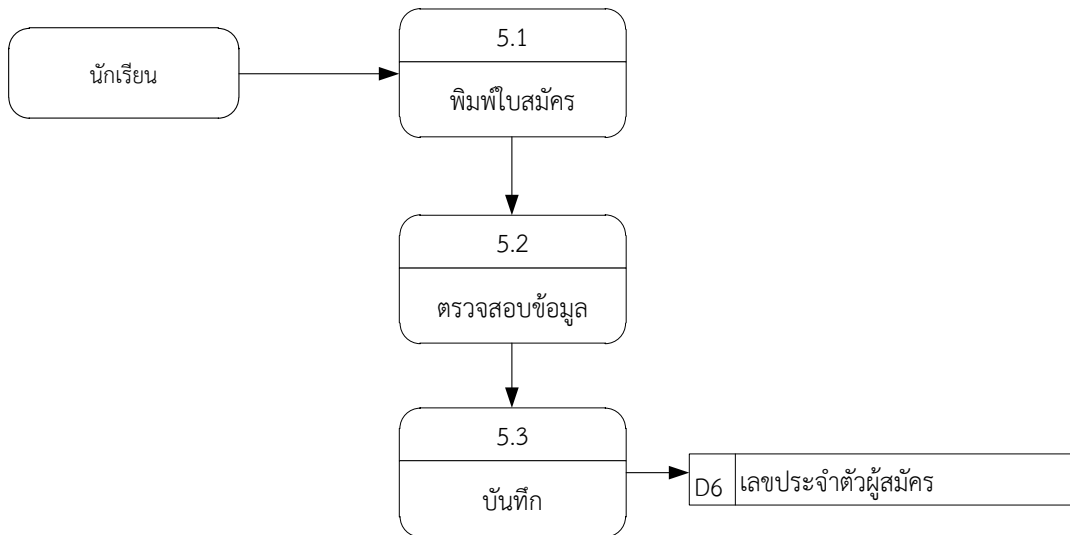 นักเรียน
5.1
พิมพ์ใบสมัคร
5.2
ตรวจสอบข้อมูล
5.3
บันทึก
D6 เลขประจำตัวผู้สมัคร